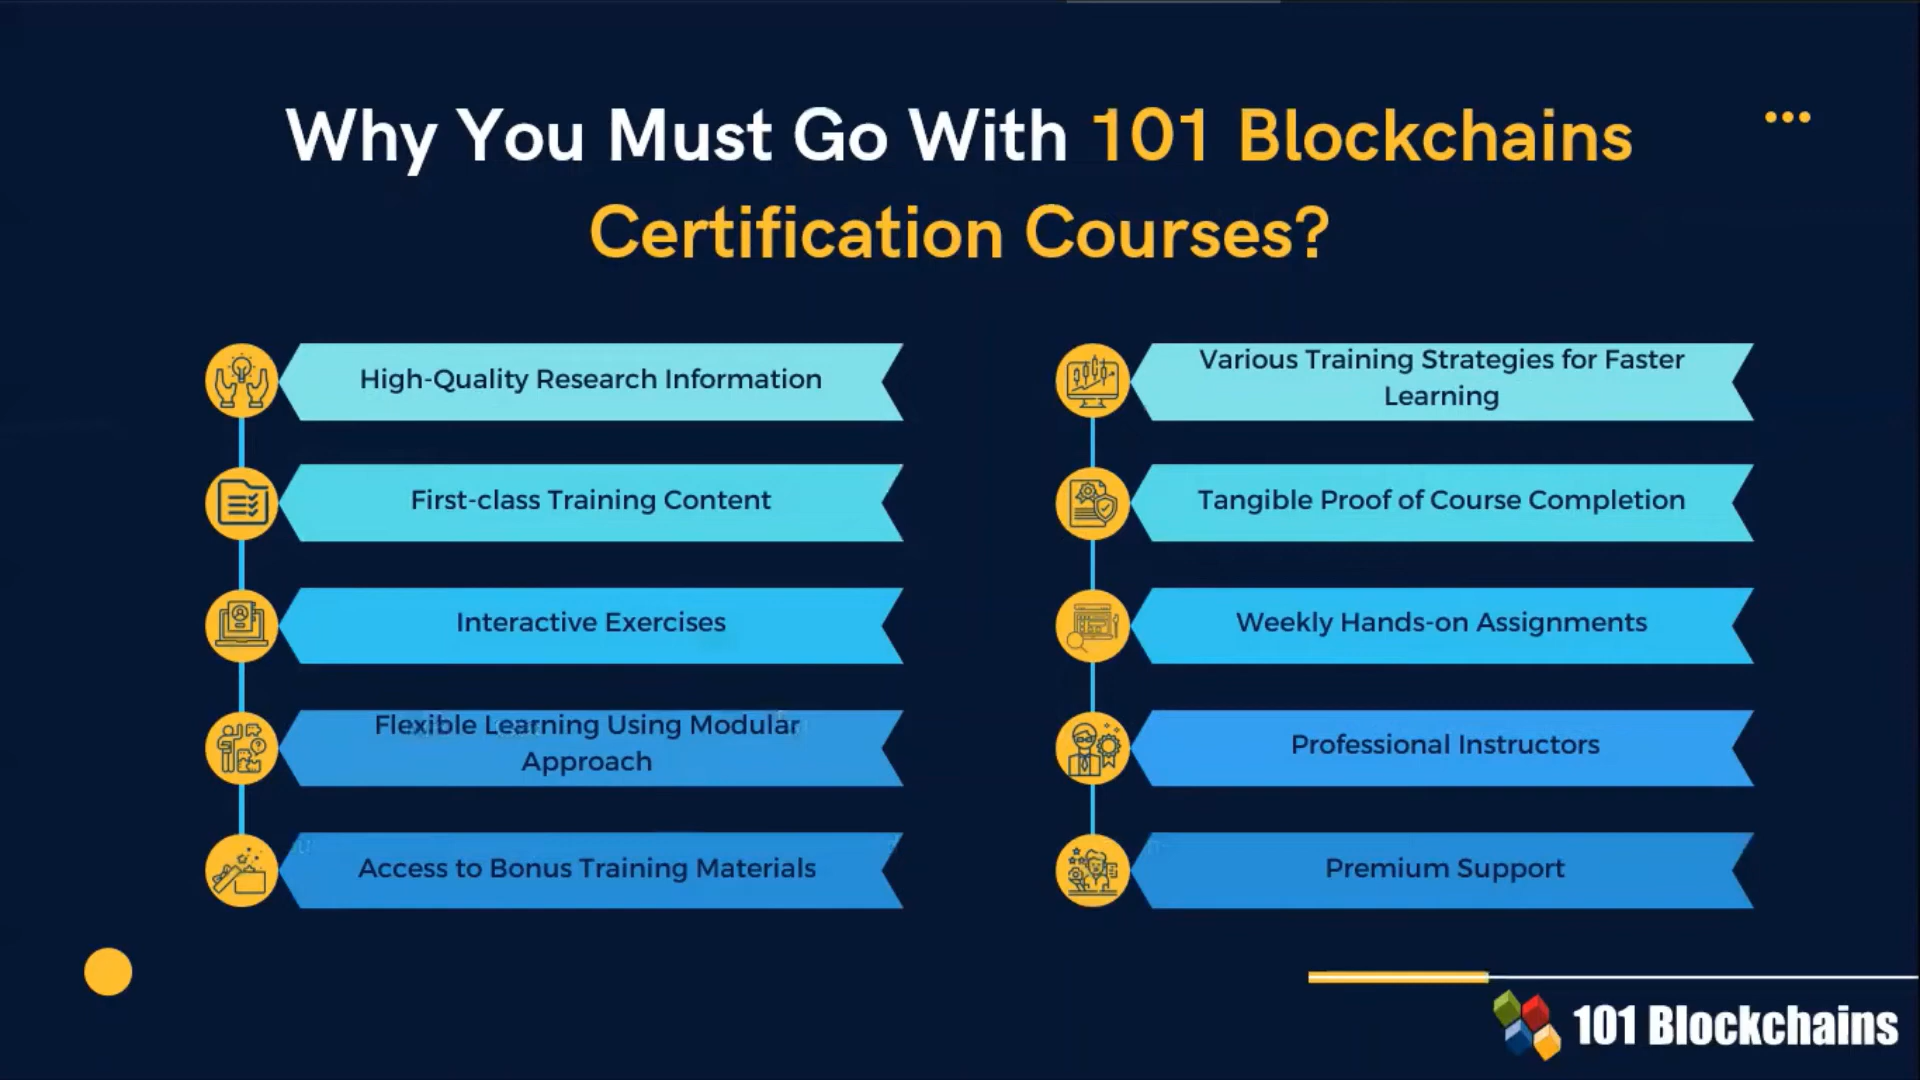 Why You Must Go With 101 Blockchains
Certification Courses?
High-Quality Research Information
First-class Training Content
Interactive Exercises
Flexible Learning Using Modular
Approach
Access to Bonus Training Materials
Various Training Strategies for Faster
Learning
Tangible Proof of Course Completion
Weekly Hands-on Assignments
Professional Instructors
Premium Support
101 Blockchains